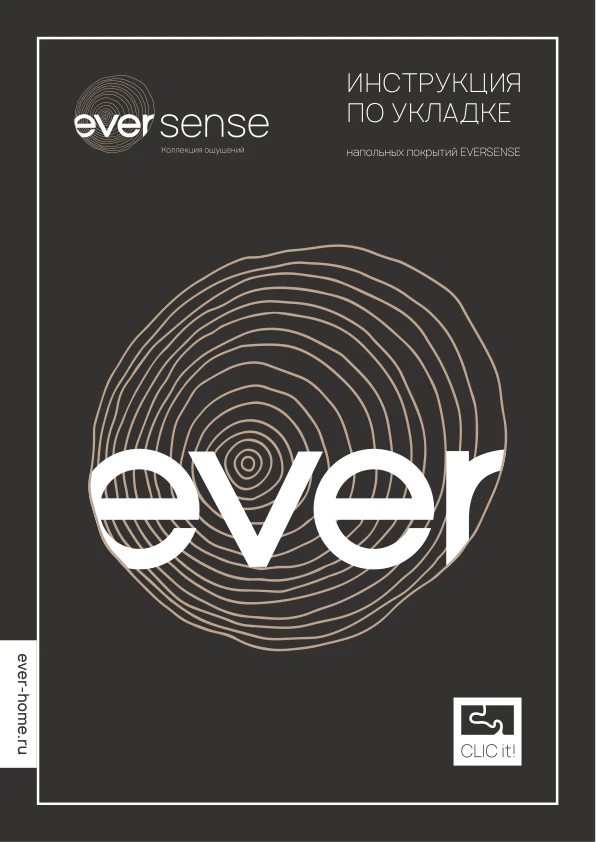 ever sense
Коллекция ощущений
ИНСТРУКЦИЯ
ПО УКЛАДКЕ
напольных покрытий EVERSENSE
ever
ever-home.ru
CLIC it!